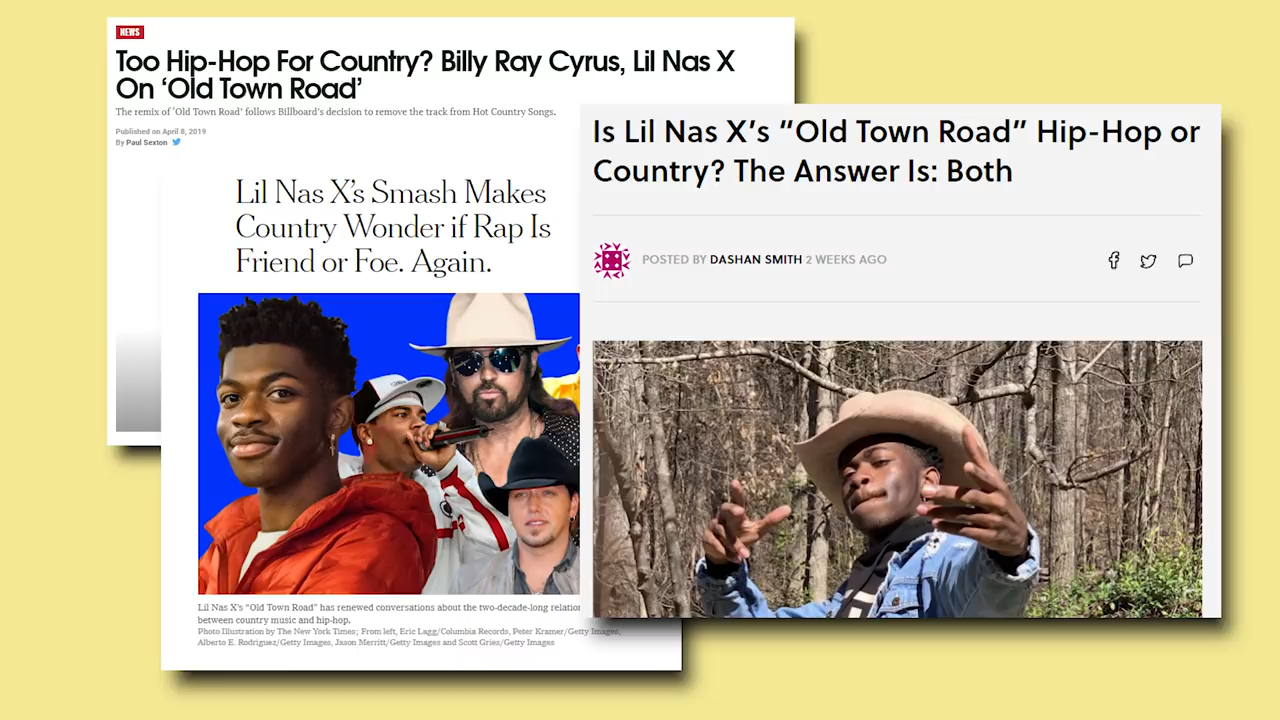 NEWS
Too Hip-Hop For Country? Billy Ray Cyrus, Lil Nas X
On ‘Old Town Road’
The remix of ‘Old Town Road’ follows Billboard’s decision to remove the track from Hot Country Songs.
Published on April 8, 2019
By Paul Sexton
Lil Nas X’s Smash Makes
Country Wonder if Rap Is
Friend or Foe. Again.
Lil Nas X’s “Old Town Road” has renewed conversations about the two-decade-long
between country music and hip-hop.
Photo Illustration by The New York Times; From left, Eric Lagg/Columbia Records, Peter Kramer/Getty Images,
Alberto E. Rodriguez/Getty Images, Jason Merritt/Getty Images and Scott Gries/Getty Images
Is Lil Nas X’s “Old Town Road” Hip-Hop or
Country? The Answer Is: Both
POSTED BY DASHAN SMITH 2 WEEKS AGO